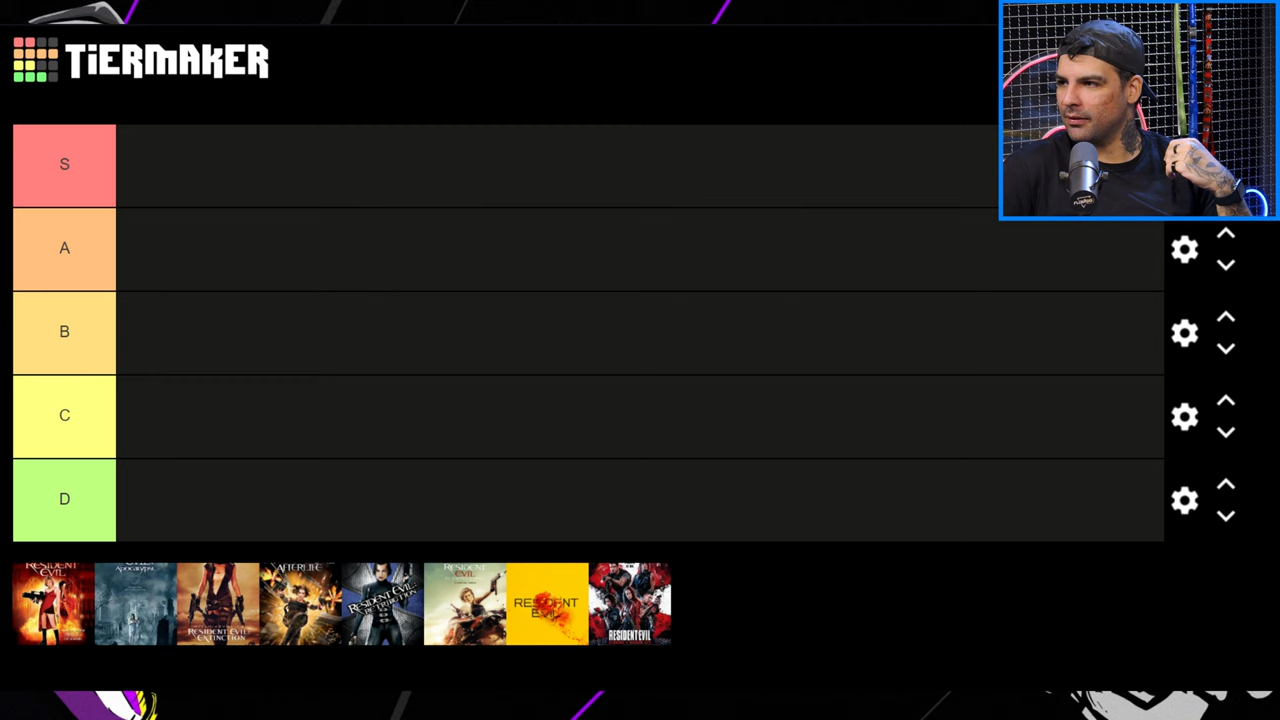 TiERMAKER
S
A
B
C
D
RESIDENT EVIL
Apocalypse
RESIDENT EVIL
EXTINCTION
AFTERLIFE
RESIDENT EVIL
RETRIBUTION
RESIDENT
EVIL
RESIDENT
EVIL
RESIDENT EVIL